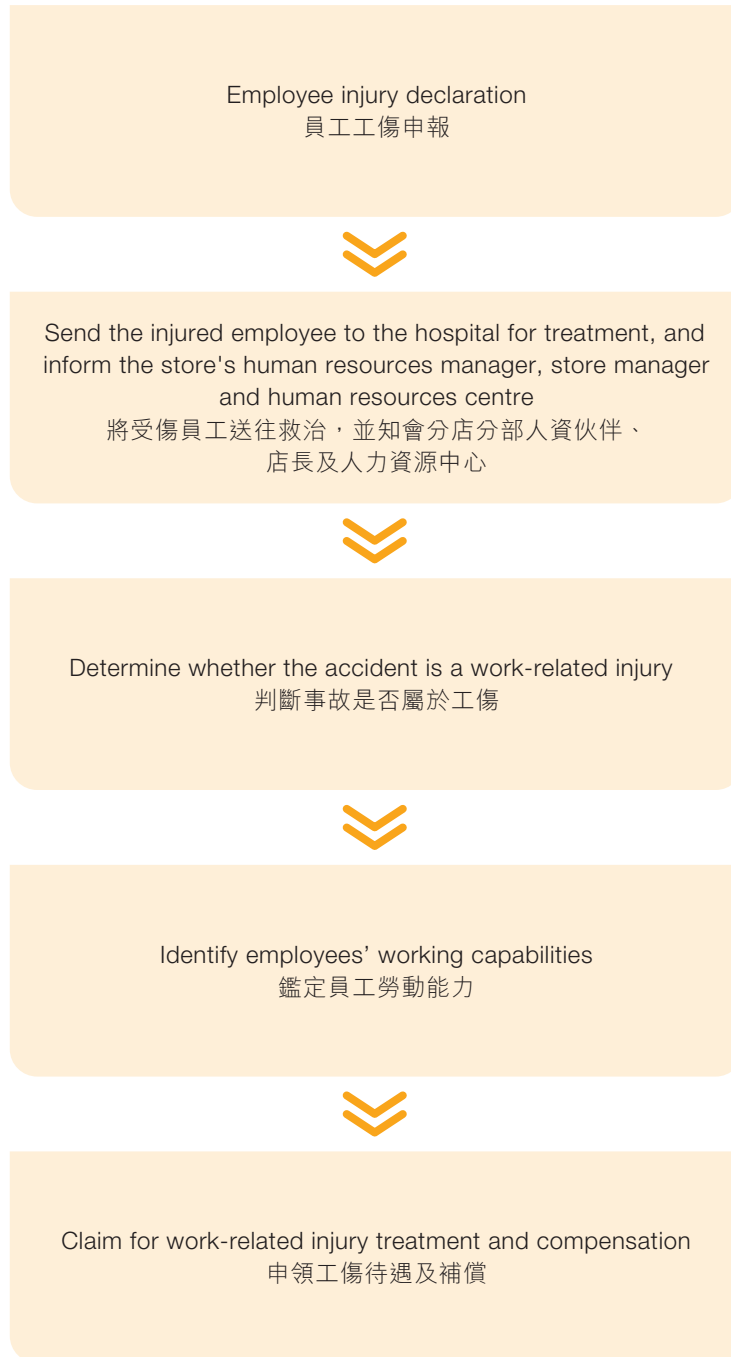 Employee injury declaration
員工工傷申報
Send the injured employee to the hospital for treatment, and
inform the store's human resources manager, store manager
and human resources centre
將受傷員工送往救治，並知會分店分部人資伙伴、
店長及人力資源中心
Determine whether the accident is a work-related injury
判斷事故是否屬於工傷
Identify employees’ working capabilities
鑑定員工勞動能力
Claim for work-related injury treatment and compensation
申領工傷待遇及補償